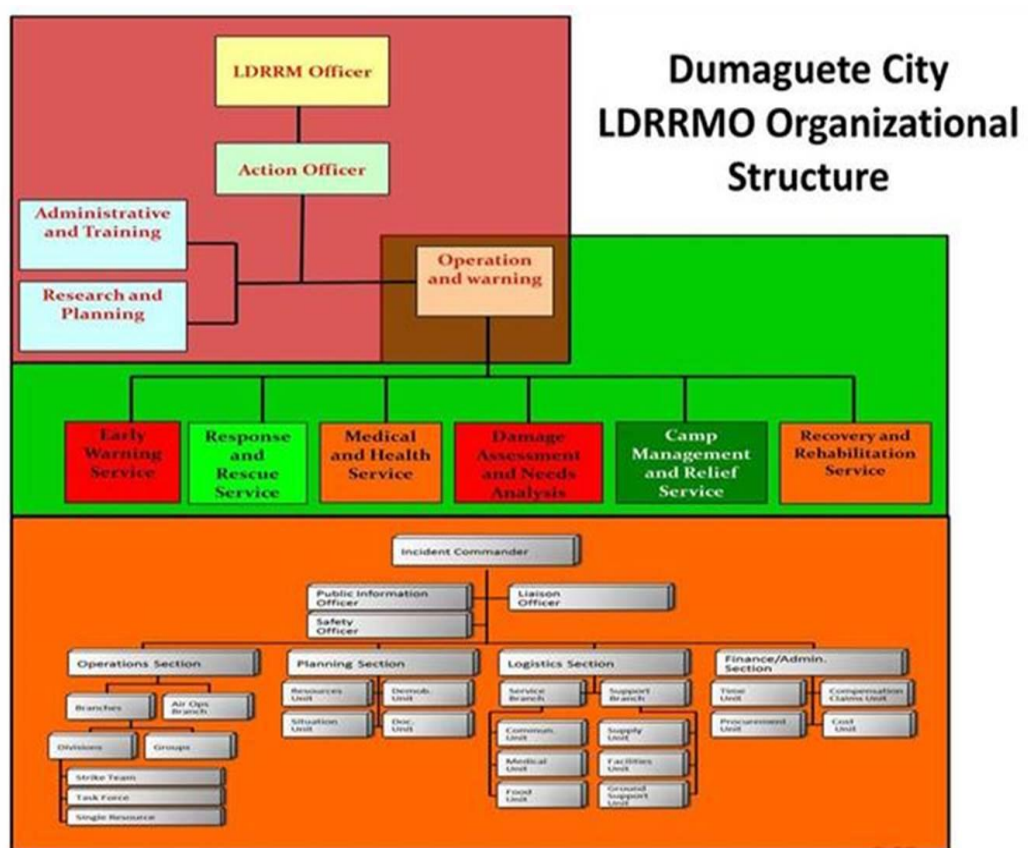 Dumaguete City
LDRRMO Organizational
Structure
LDRRM Officer
Action Officer
Administrative
and Training
Research and
Planning
Operation
and warning
Early
Warning
Service
Response
and
Rescue
Service
Medical
and Health
Service
Damage
Assessment
and Needs
Analysis
Camp
Management
and Relief
Service
Recovery and
Rehabilitation
Service
Incident Commander
Public Information
Officer
Liaison
Officer
Safety
Officer
Operations Section
Branches
Air Ops
Branch
Divisions
Groups
Strike Team
Task Force
Single Resource
Planning Section
Resources
Unit
Demob.
Unit
Situation
Unit
Doc.
Unit
Logistics Section
Service
Branch
Support
Branch
Commun.
Unit
Supply
Unit
Medical
Unit
Facilities
Unit
Food
Unit
Ground
Support
Unit
Finance/Admin.
Section
Time
Unit
Compensation
Claims Unit
Procurement
Unit
Cost
Unit